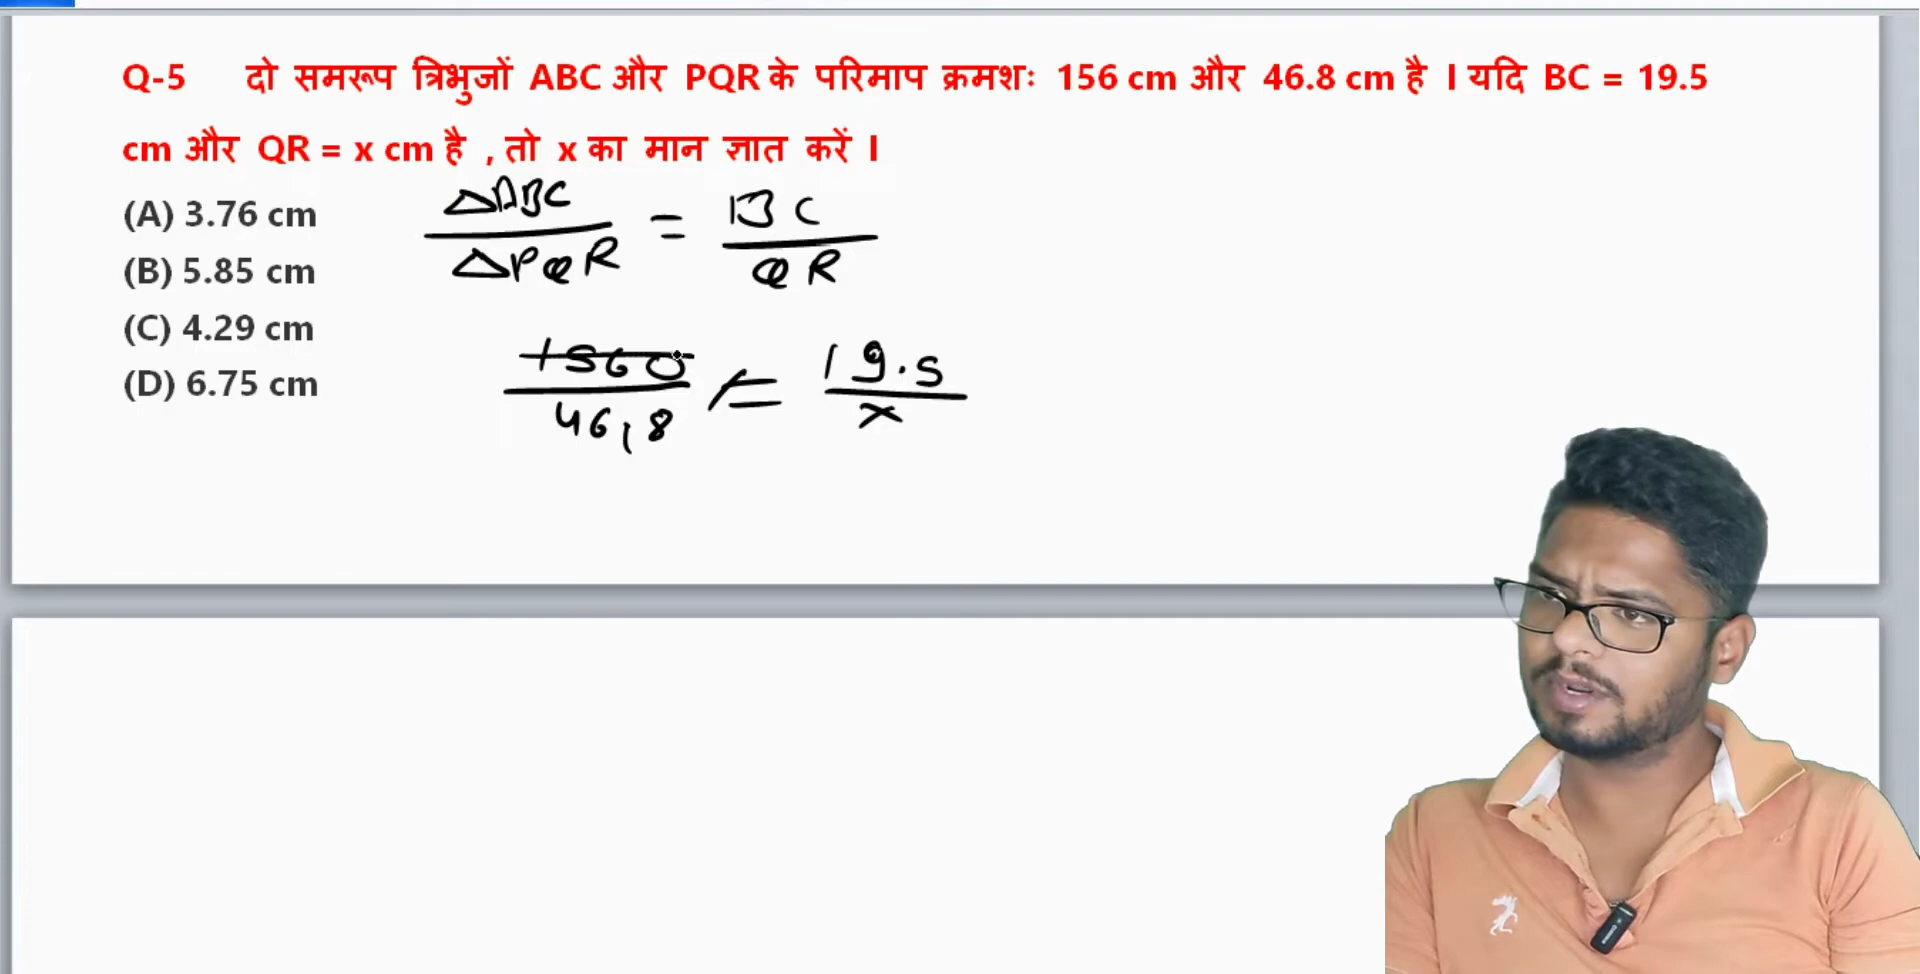 Q-5 दो समरूप त्रिभुजों ABC और PQR के परिमाप क्रमशः 156 cm और 46.8 cm है I यदि BC = 19.5
cm और QR = x cm है , तो x का मान ज्ञात करें I
(A) 3.76 cm
(B) 5.85 cm
(C) 4.29 cm
(D) 6.75 cm
△ABC / △PQR = BC / QR
1560 / 46,8 = 19.5 / x